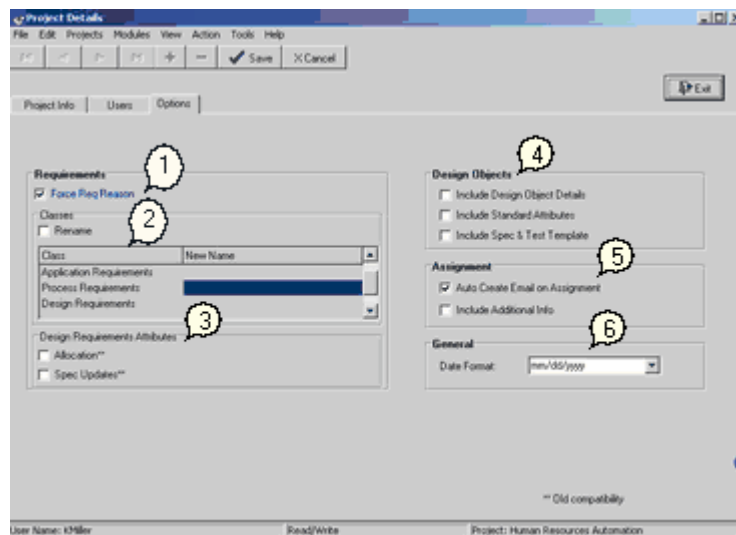 Project Details
File Edit Projects Modules View Action Tools Help
Save Cancel
Exit
Project Info Users Options
Requirements
1
Force Req Reason
Classes
2
Rename
Class New Name
Application Requirements
Process Requirements
Design Requirements
3
Design Requirements Attributes
Allocation**
Spec Updates**
4
Design Objects
Include Design Object Details
Include Standard Attributes
Include Spec & Test Template
5
Assignment
Auto Create Email on Assignment
Include Additional Info
6
General
Date Format: mm/dd/yyyy
** Old compatibility
User Name: KMiller Read/Write Project: Human Resources Automation